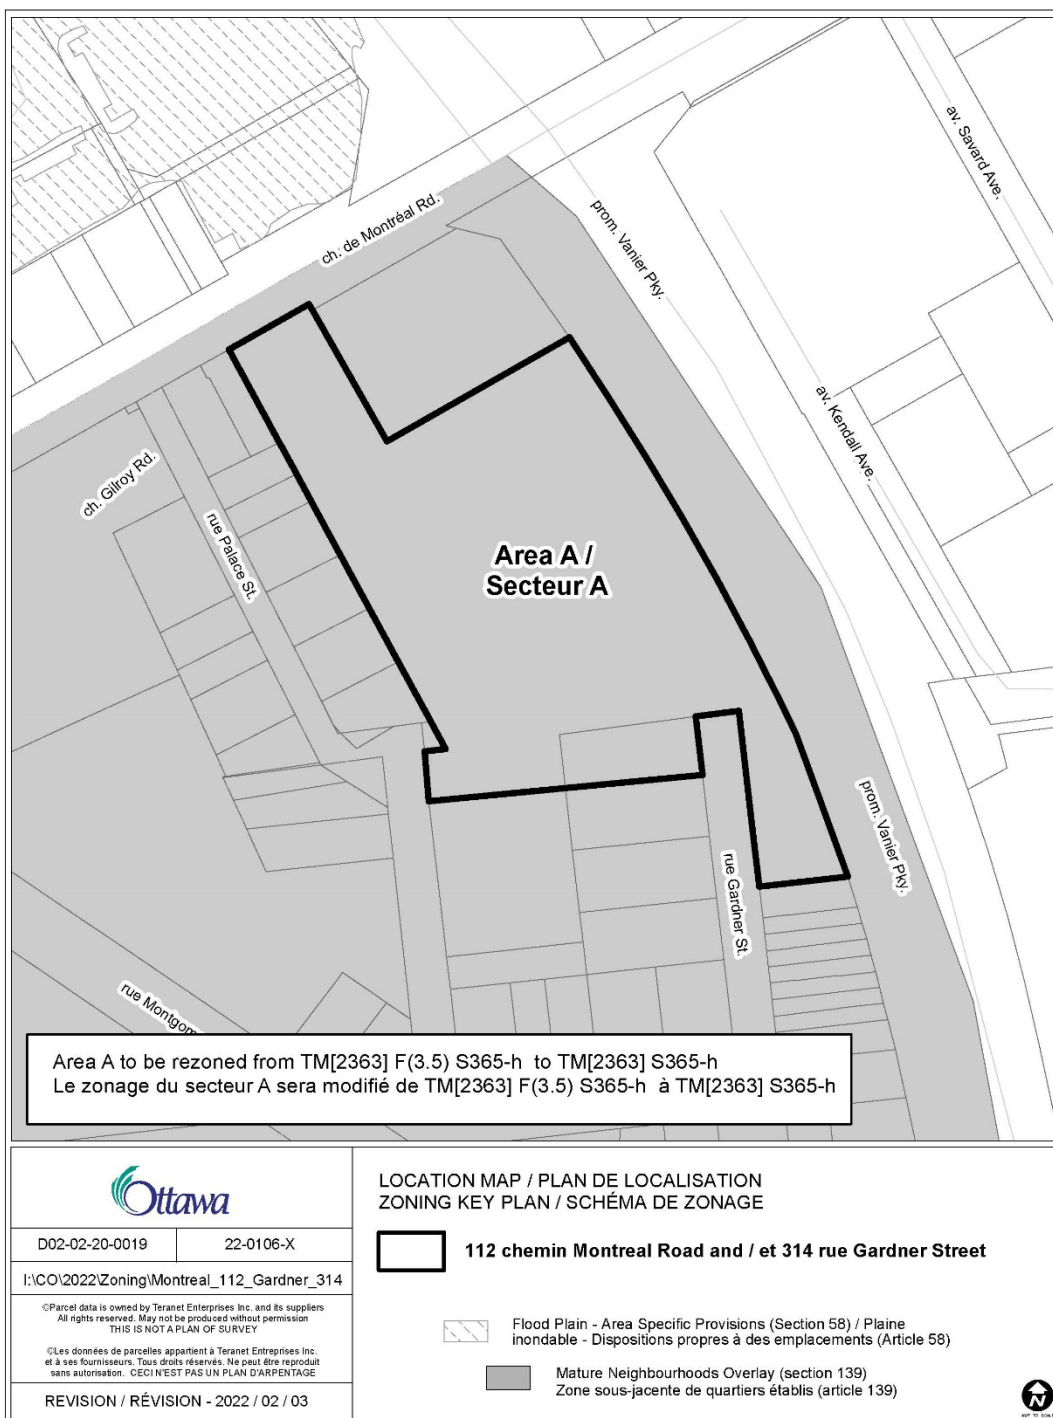 av. Savard Ave.
ch. de Montréal Rd.
prom. Vanier Pky.
av. Kendall Ave.
ch. Gilroy Rd.
rue Palace St.
Area A /
Secteur A
prom. Vanier Pky.
rue Gardner St.
rue Montgom
Area A to be rezoned from TM[2363] F(3.5) S365-h to TM[2363] S365-h
Le zonage du secteur A sera modifié de TM[2363] F(3.5) S365-h à TM[2363] S365-h
Ottawa
D02-02-20-0019
22-0106-X
I:\CO\2022\Zoning\Montreal_112_Gardner_314
©Parcel data is owned by Teranet Enterprises Inc. and its suppliers
All rights reserved. May not be produced without permission
THIS IS NOT A PLAN OF SURVEY
©Les données de parcelles appartient à Teranet Enterprises Inc.
et à ses fournisseurs. Tous droits réservés. Ne peut être reproduit
sans autorisation. CECI N'EST PAS UN PLAN D'ARPENTAGE
REVISION / RÉVISION - 2022 / 02 / 03
LOCATION MAP / PLAN DE LOCALISATION
ZONING KEY PLAN / SCHÉMA DE ZONAGE
112 chemin Montreal Road and / et 314 rue Gardner Street
Flood Plain - Area Specific Provisions (Section 58) / Plaine
inondable - Dispositions propres à des emplacements (Article 58)
Mature Neighbourhoods Overlay (section 139)
Zone sous-jacente de quartiers établis (article 139)
N
NOT TO SCALE